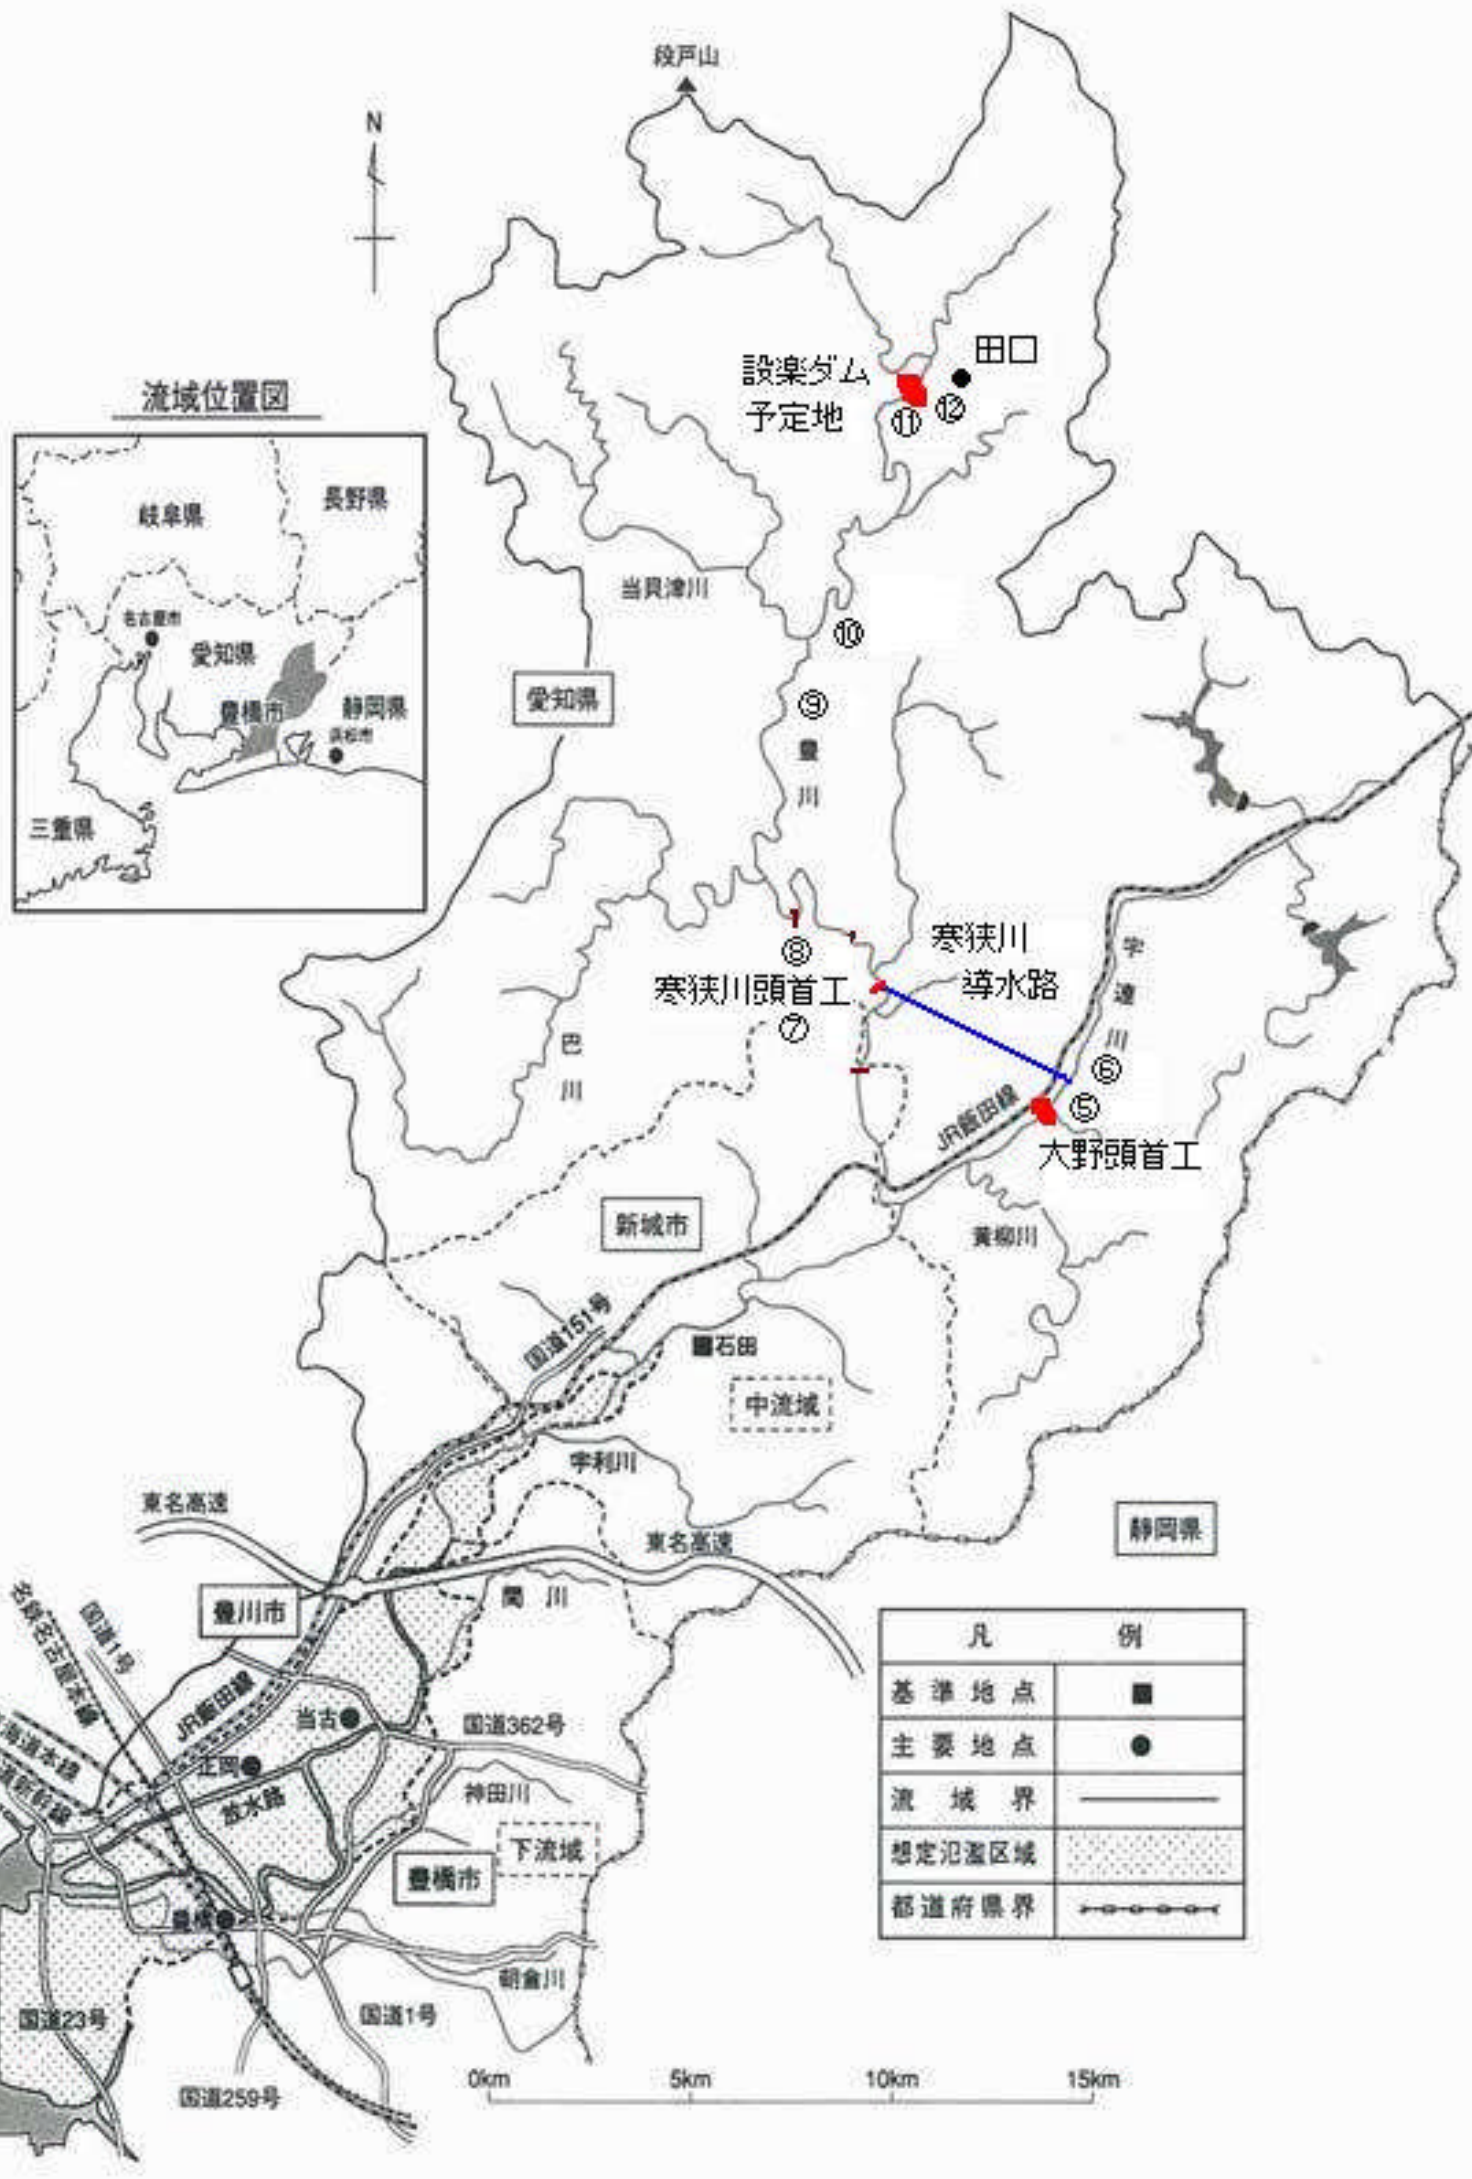 段戸山
N
田口
設楽ダム
予定地
⑪
⑫
流域位置図
岐阜県
長野県
名古屋市
愛知県
豊橋市
静岡県
浜松市
三重県
当貝津川
⑩
愛知県
⑨
豊川
寒狭川
導水路
⑧
寒狭川頭首工
⑦
宇連川
巴川
⑥
⑤
JR飯田線
大野頭首工
新城市
黄柳川
国道151号
石田
中流域
宇利川
東名高速
東名高速
静岡県
豊川市
間川
名鉄名古屋本線
国道1号
JR飯田線
当古
国道362号
正岡
放水路
神田川
下流域
豊橋市
海道本線
道新幹線
豊橋
朝倉川
国道23号
国道1号
国道259号
凡例
基準地点
主要地点
流域界
想定氾濫区域
都道府県界
0km 5km 10km 15km